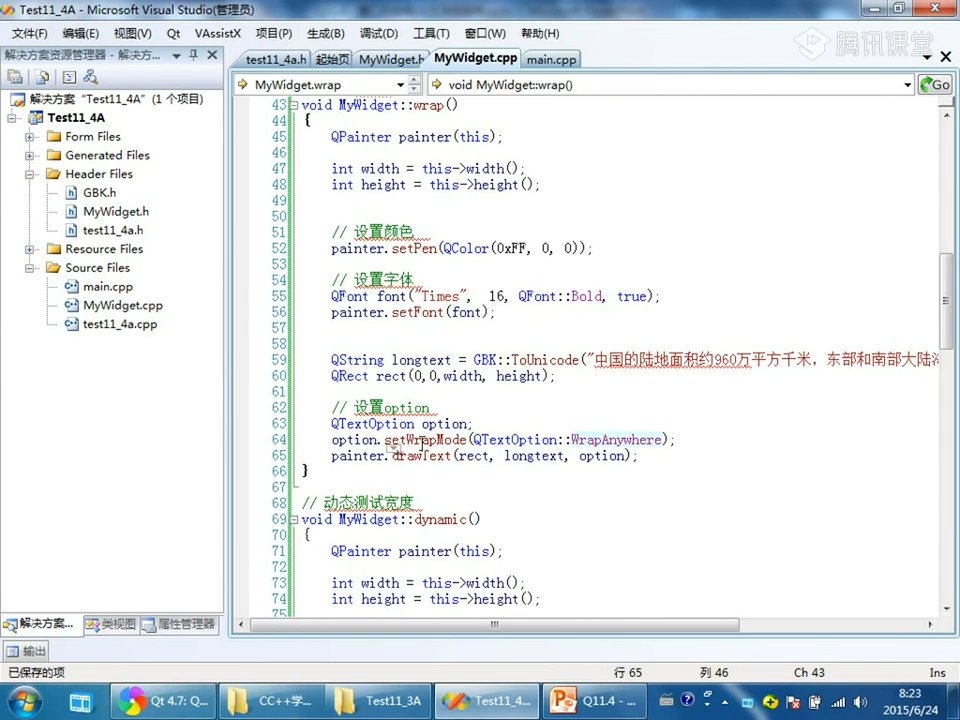 Test11_4A - Microsoft Visual Studio(管理员)
文件(F) 编辑(E) 视图(V) VAssistX 项目(P) 生成(B) 调试(D) 工具(T) Qt 窗口(W) 帮助(H)
腾讯课堂
解决方案资源管理器 - 解决方...
test11_4a.h 起始页 MyWidget.h MyWidget.cpp main.cpp
MyWidget.wrap void MyWidget::wrap() Go
解决方案 "Test11_4A" (1 个项目)
Test11_4A
Form Files
Generated Files
Header Files
GBK.h
MyWidget.h
test11_4a.h
Resource Files
Source Files
main.cpp
MyWidget.cpp
test11_4a.cpp
43 void MyWidget::wrap()
44 {
45 QPainter painter(this);
46
47 int width = this->width();
48 int height = this->height();
49
50
51 // 设置颜色
52 painter.setPen(QColor(0xFF, 0, 0));
53
54 // 设置字体
55 QFont font("Times", 16, QFont::Bold, true);
56 painter.setFont(font);
57
58
59 QString longtext = GBK::ToUnicode("中国的陆地面积约960万平方千米，东部和南部大陆
60 QRect rect(0,0,width, height);
61
62 // 设置option
63 QTextOption option;
64 option.setWrapMode(QTextOption::WrapAnywhere);
65 painter.drawText(rect, longtext, option);
66 }
67
68 // 动态测试宽度
69 void MyWidget::dynamic()
70 {
71 QPainter painter(this);
72
73 int width = this->width();
74 int height = this->height();
75
解决方案... 类视图 属性管理器
输出
已保存的项 行 65 列 46 Ch 43 Ins
Qt 4.7: Q... CC++学... Test11_3A Test11_4... Q11.4 - ...
8:23
2015/6/24